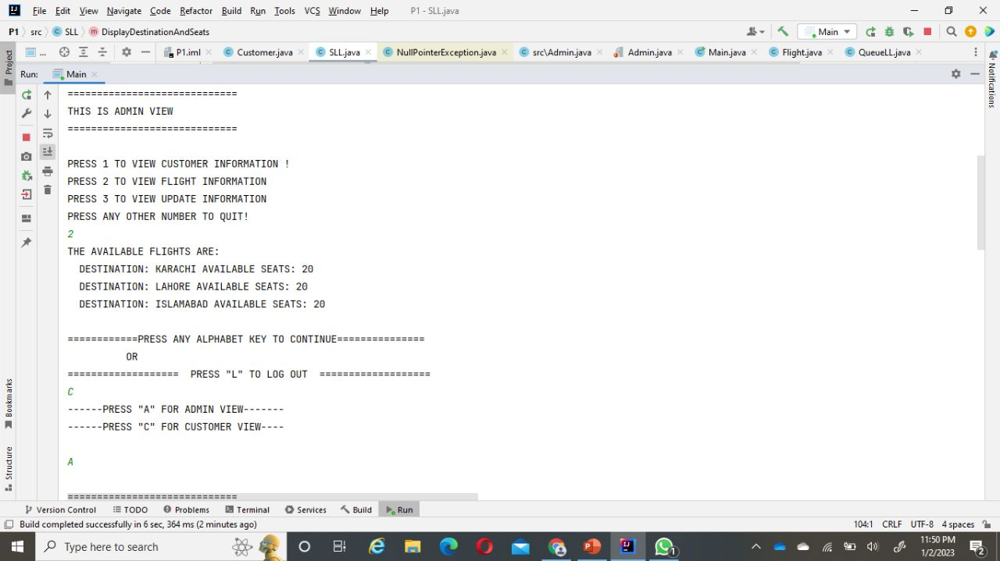 File Edit View Navigate Code Refactor Build Run Tools VCS Window Help P1 - SLL.java
P1 src SLL DisplayDestinationAndSeats Main
Project ... P1.iml Customer.java SLL.java NullPointerException.java src\Admin.java Admin.java Main.java Flight.java QueueLL.java
Notifications
Run: Main
=============================
THIS IS ADMIN VIEW
=============================
PRESS 1 TO VIEW CUSTOMER INFORMATION !
PRESS 2 TO VIEW FLIGHT INFORMATION
PRESS 3 TO VIEW UPDATE INFORMATION
PRESS ANY OTHER NUMBER TO QUIT!
2
THE AVAILABLE FLIGHTS ARE:
DESTINATION: KARACHI AVAILABLE SEATS: 20
DESTINATION: LAHORE AVAILABLE SEATS: 20
DESTINATION: ISLAMABAD AVAILABLE SEATS: 20
============PRESS ANY ALPHABET KEY TO CONTINUE===============
OR
=================== PRESS "L" TO LOG OUT ===================
C
------PRESS "A" FOR ADMIN VIEW-------
------PRESS "C" FOR CUSTOMER VIEW----
A
=============================
Bookmarks
Structure
Version Control TODO Problems Terminal Services Build Run
Build completed successfully in 6 sec, 364 ms (2 minutes ago) 104:1 CRLF UTF-8 4 spaces
Type here to search 1 11:50 PM
1/2/2023 2